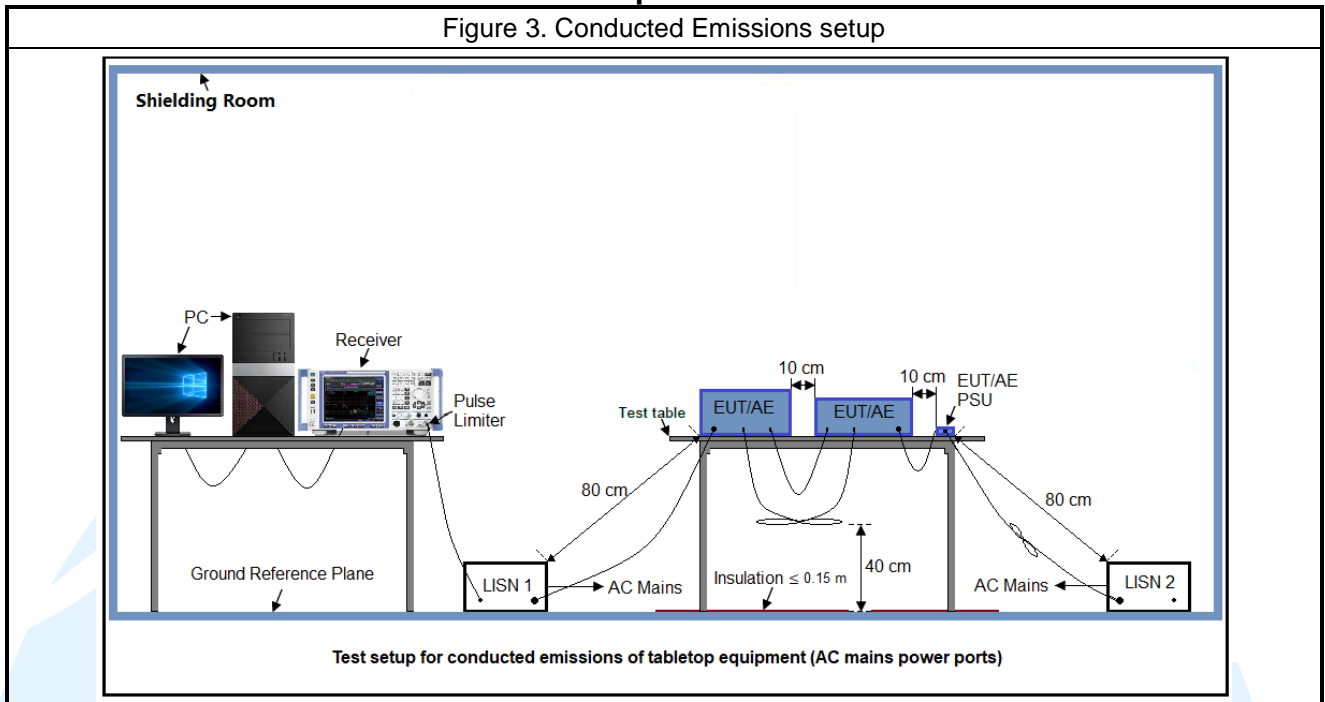 Figure 3. Conducted Emissions setup
Shielding Room
PC
Receiver
Pulse
Limiter
10 cm
10 cm
EUT/AE
PSU
Test table
EUT/AE
EUT/AE
80 cm
80 cm
40 cm
Ground Reference Plane
LISN 1
AC Mains
Insulation ≤ 0.15 m
AC Mains
LISN 2
Test setup for conducted emissions of tabletop equipment (AC mains power ports)